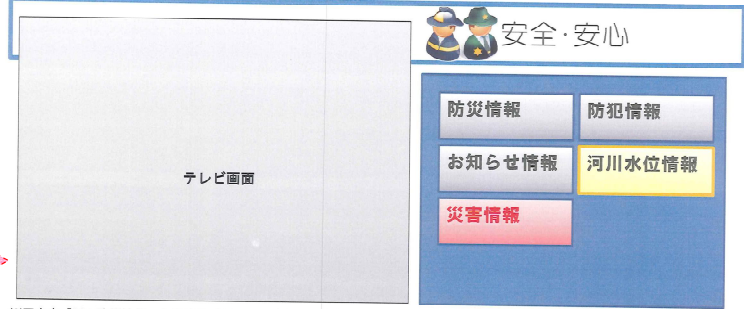 安全・安心
テレビ画面
防災情報
防犯情報
お知らせ情報
河川水位情報
災害情報